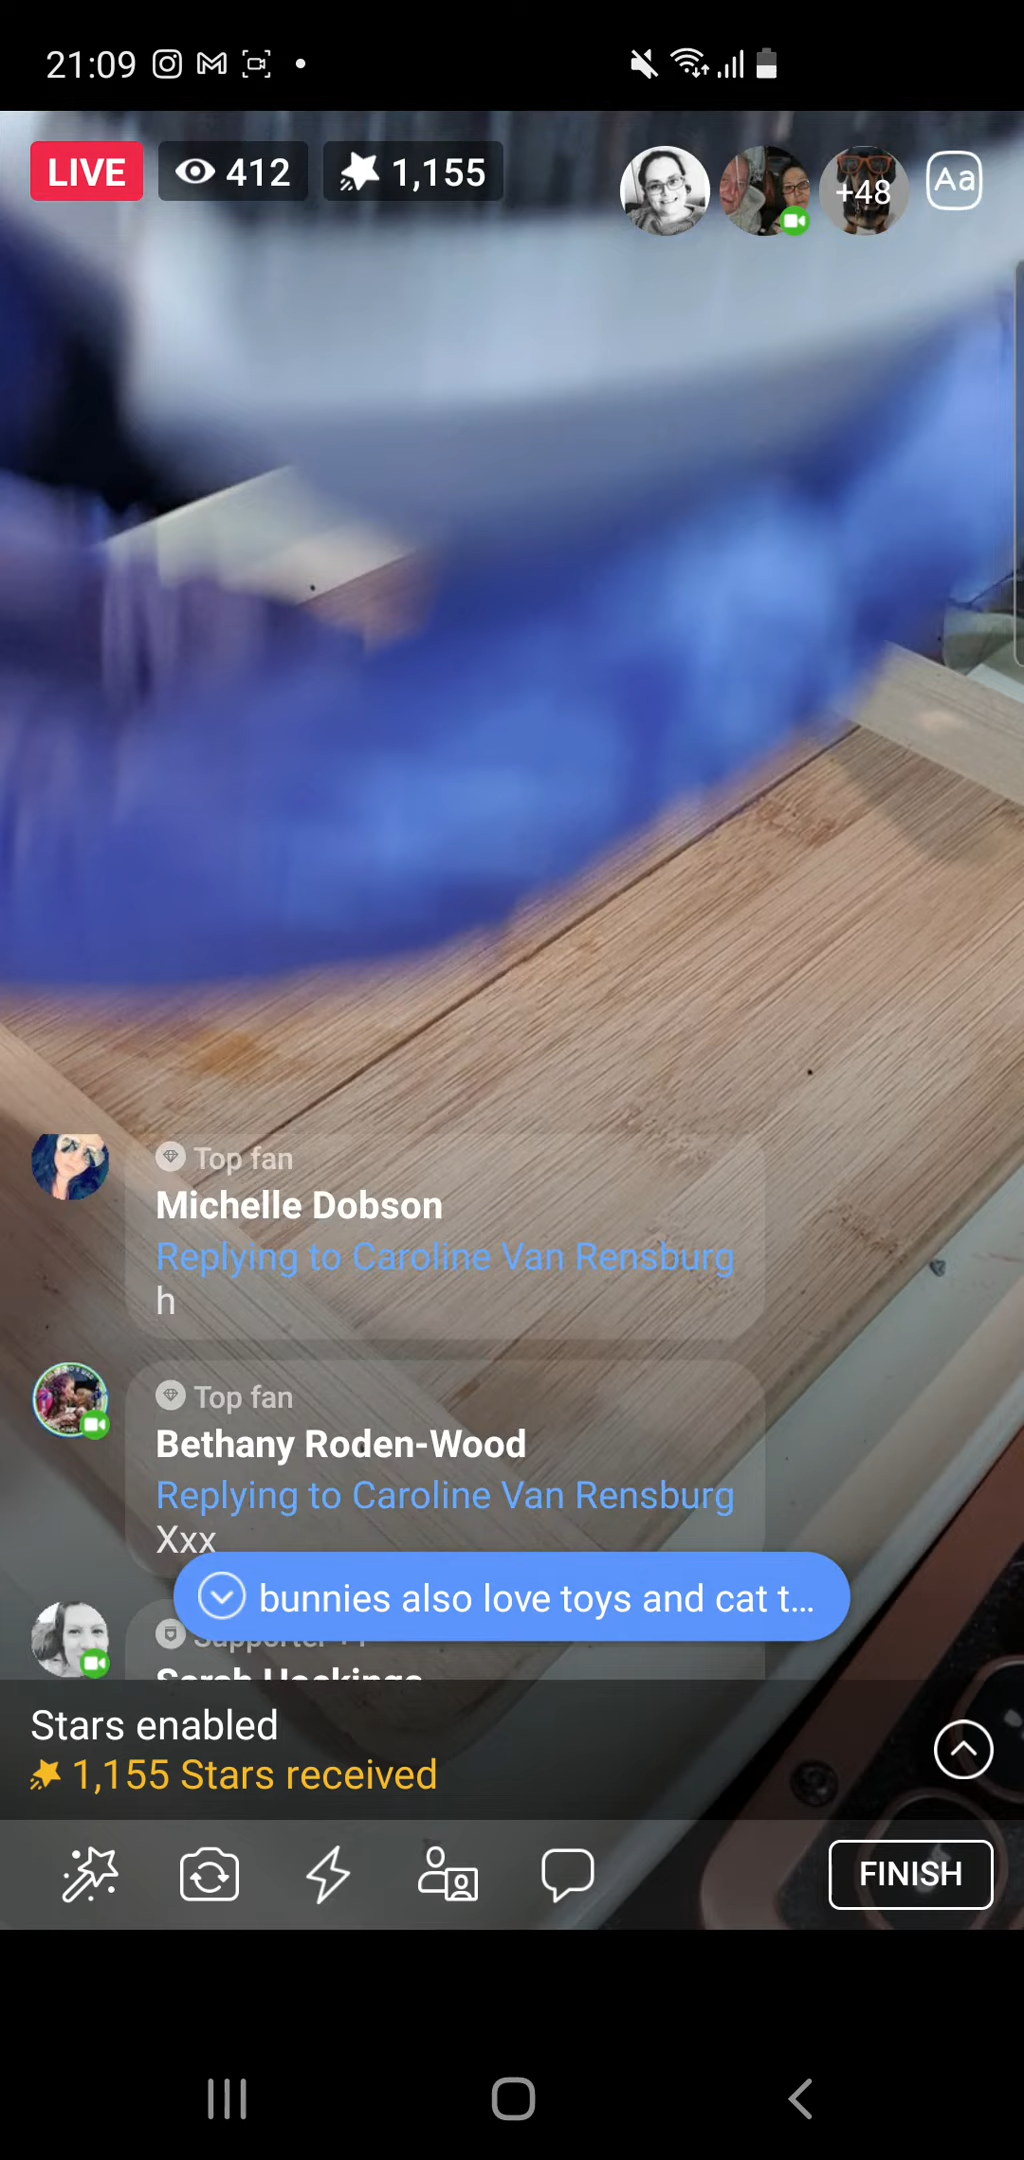 21:09
LIVE 412 1,155 +48 Aa
Top fan
Michelle Dobson
Replying to Caroline Van Rensburg
h
Top fan
Bethany Roden-Wood
Replying to Caroline Van Rensburg
Xxx
bunnies also love toys and cat t...
Supporter
Sarah
Stars enabled
1,155 Stars received
FINISH